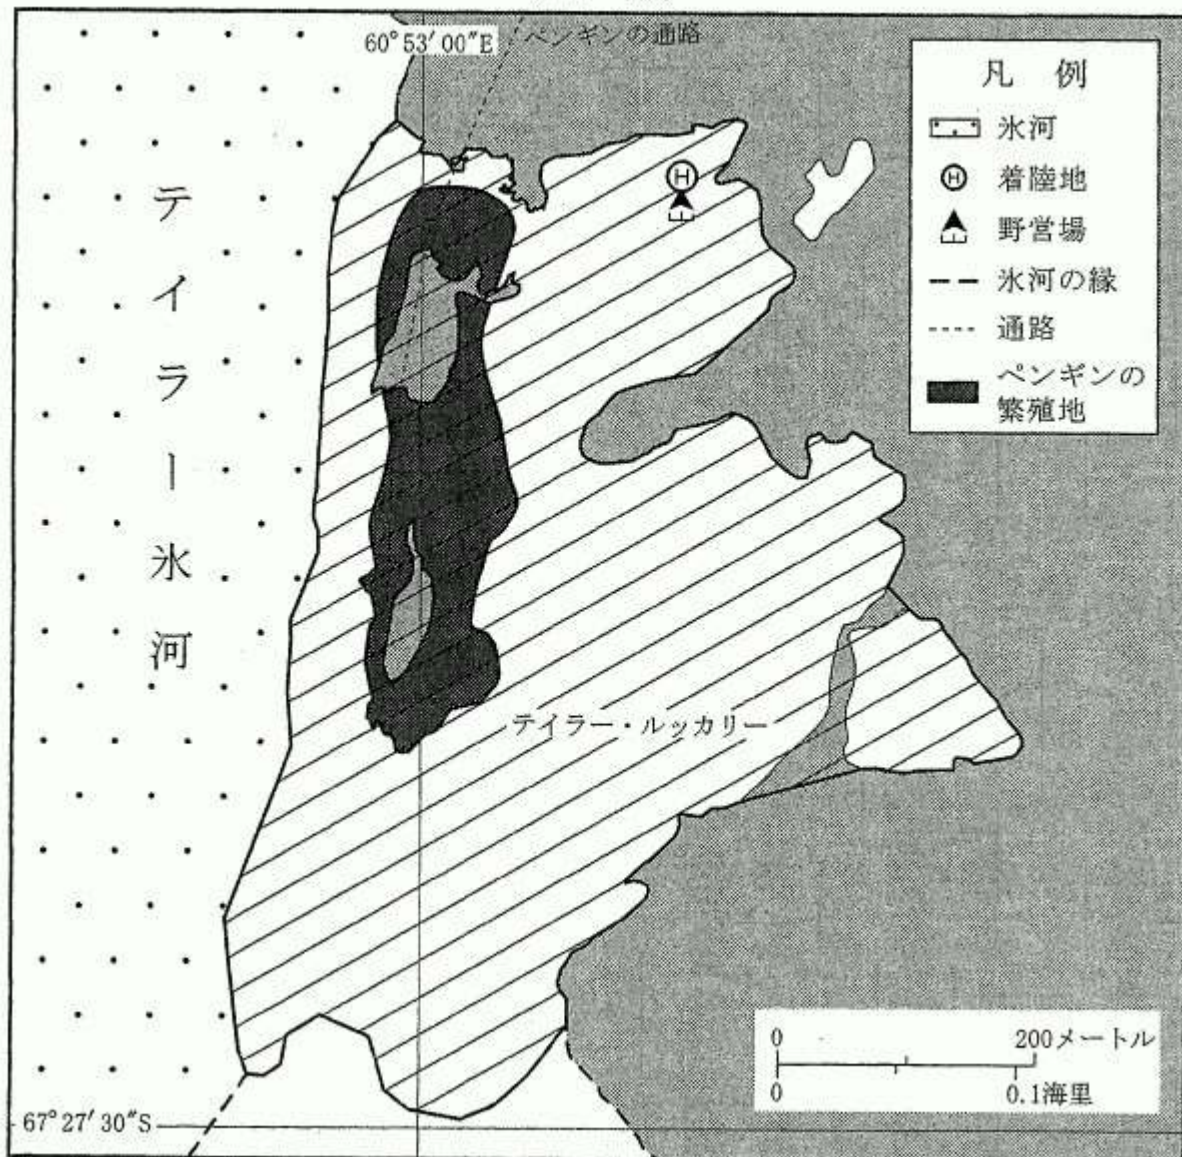 60°53′00″E
ペンギンの通路
凡 例
氷河
着陸地
野営場
氷河の縁
通路
ペンギンの
繁殖地
テイラー氷河
テイラー・ルッカリー
0 200メートル
0 0.1海里
67°27′30″S